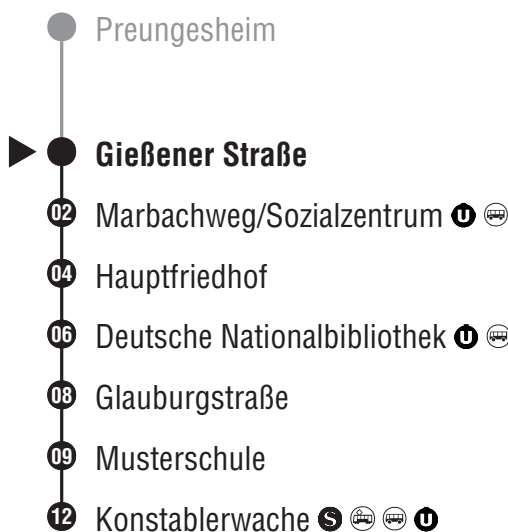 Preungesheim
Gießener Straße
02 Marbachweg/Sozialzentrum U
04 Hauptfriedhof
06 Deutsche Nationalbibliothek U
08 Glauburgstraße
09 Musterschule
12 Konstablerwache S U